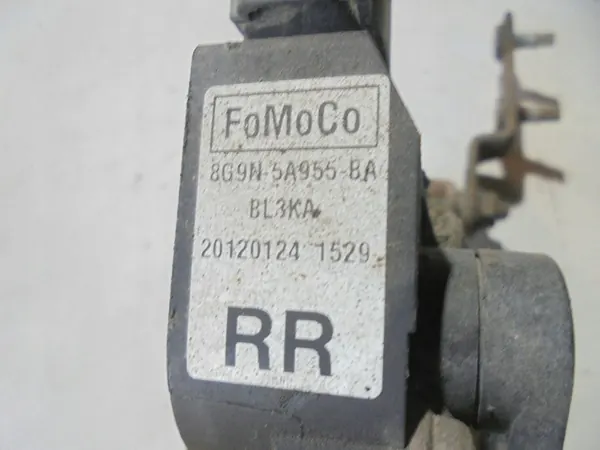 FoMoCo
8G9N-5A955-BA
BL3KA
20120124 1529
RR